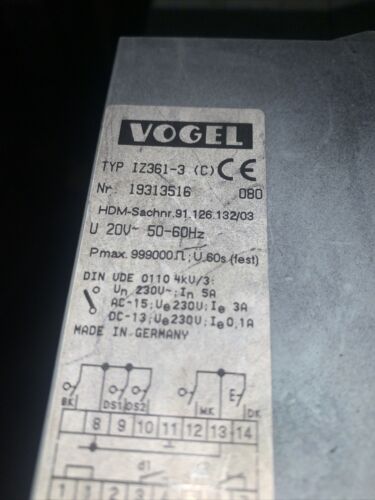 VOGEL
TYP IZ361-3 (C) CE
Nr. 19313516 080
HDM-Sachnr.91.126.132/03
U 20V~ 50-60Hz
Pmax. 999000⎍; Ü.60s (fest)
DIN VDE 0110 4kV/3:
Un 230V~; In 5A
AC-15; Ue 230V; Ie 3A
DC-13; Ue 230V; Ie 0,1A
MADE IN GERMANY
BK DS1 DS2 MK DK
E
8 9 10 11 12 13 14
d1
1 1 2 3